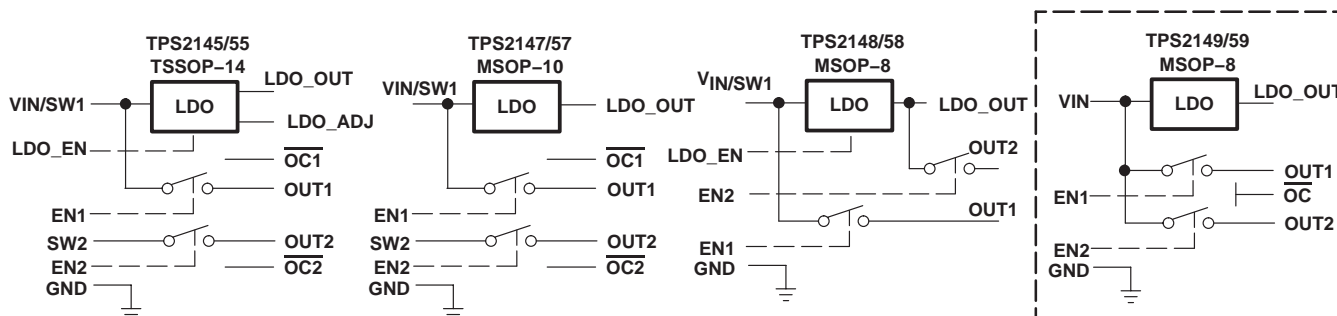 TPS2145/55
TSSOP–14
LDO_OUT
VIN/SW1
LDO
LDO_ADJ
LDO_EN
OC1
OUT1
EN1
SW2
OUT2
EN2
OC2
GND
TPS2147/57
MSOP–10
VIN/SW1
LDO
LDO_OUT
OC1
OUT1
EN1
SW2
OUT2
EN2
OC2
GND
TPS2148/58
MSOP–8
VIN/SW1
LDO
LDO_OUT
LDO_EN
OUT2
EN2
OUT1
EN1
GND
TPS2149/59
MSOP–8
LDO_OUT
VIN
LDO
OUT1
EN1
OC
OUT2
EN2
GND